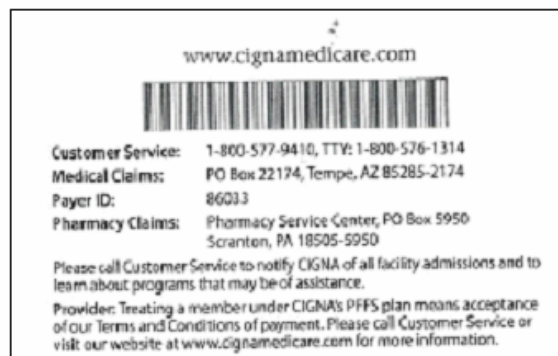 www.cignamedicare.com
Customer Service: 1-800-577-9410, TTY: 1-800-576-1314
Medical Claims: PO Box 22174, Tempe, AZ 85285-2174
Payer ID: 86033
Pharmacy Claims: Pharmacy Service Center, PO Box 5950
Scranton, PA 18505-5950
Please call Customer Service to notify CIGNA of all facility admissions and to
learn about programs that may be of assistance.
Provider: Treating a member under CIGNA's PFFS plan means acceptance
of our Terms and Conditions of payment. Please call Customer Service or
visit our website at www.cignamedicare.com for more information.